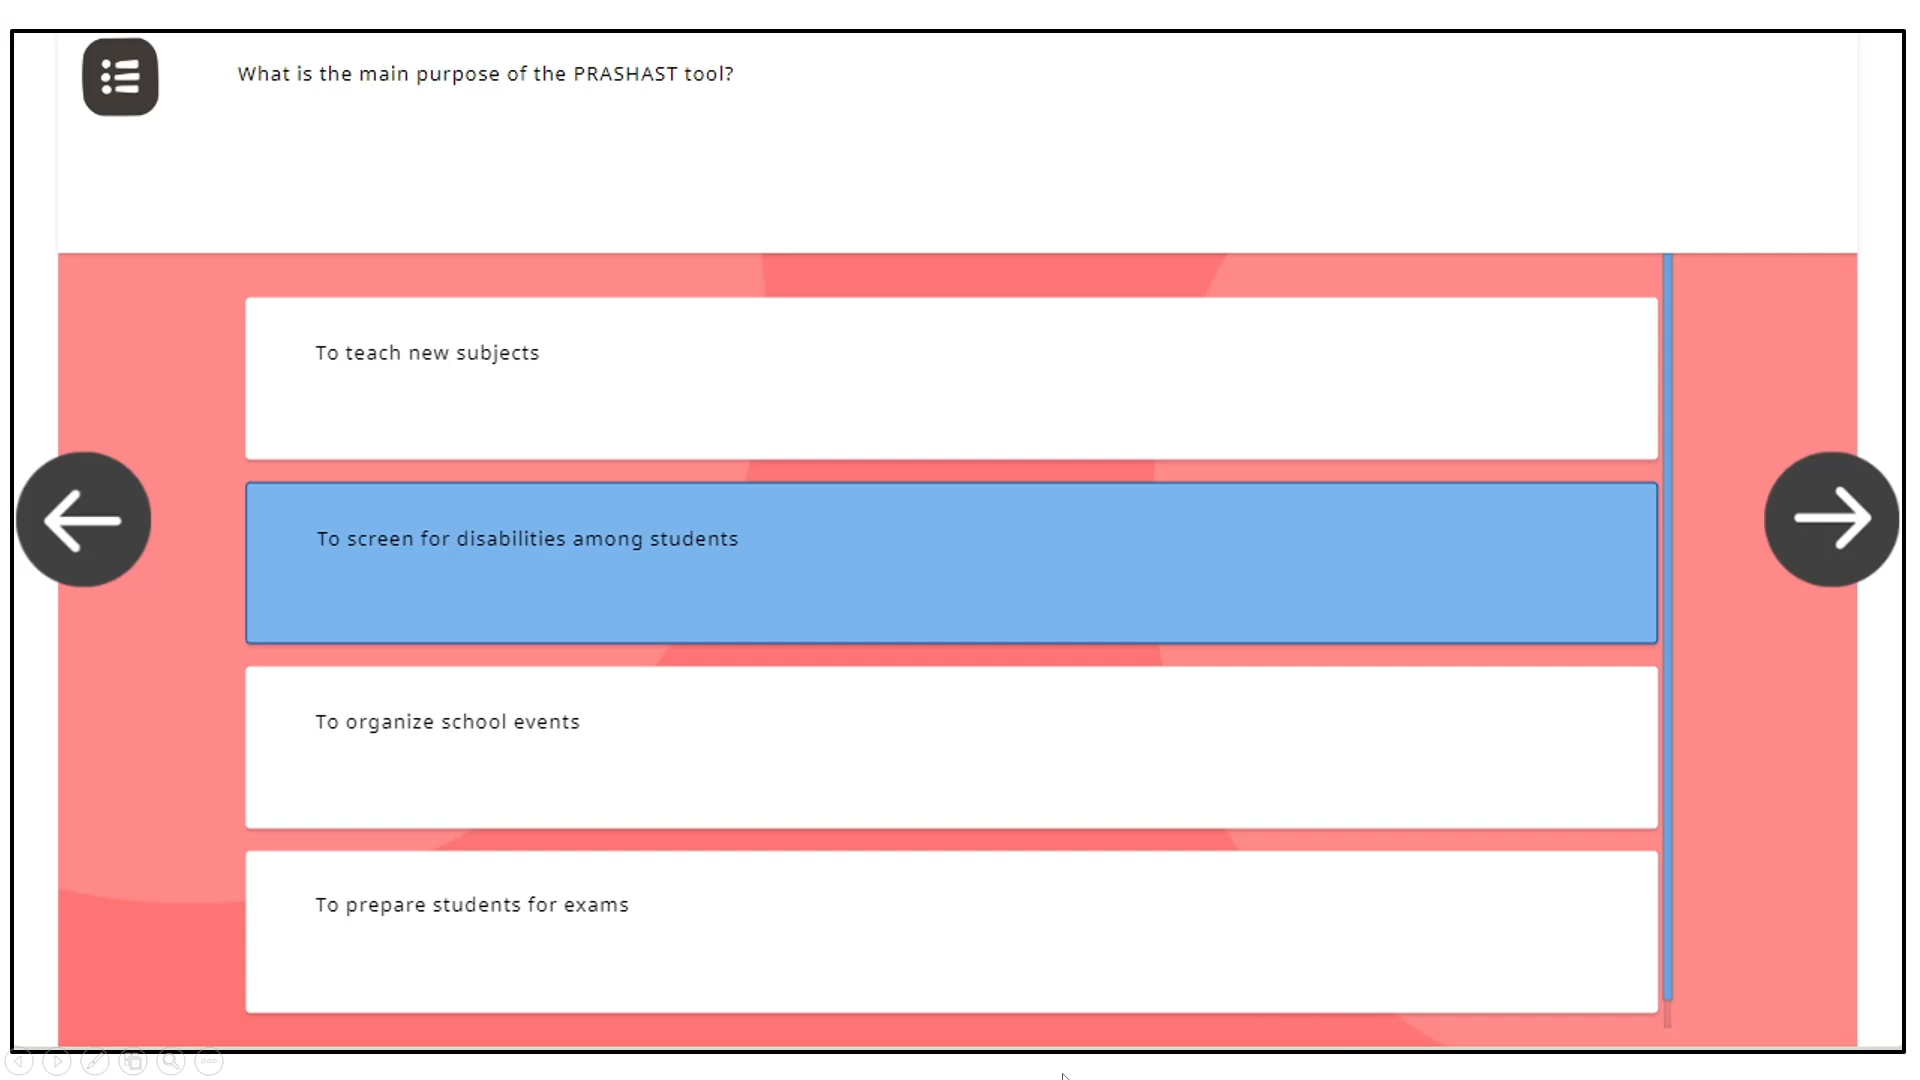 What is the main purpose of the PRASHAST tool?
To teach new subjects
To screen for disabilities among students
To organize school events
To prepare students for exams